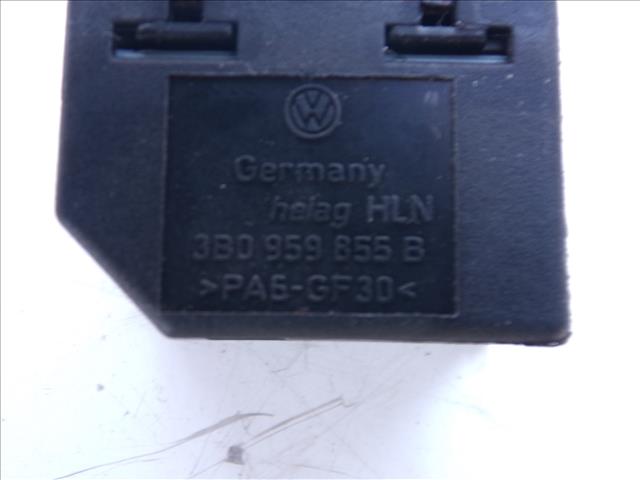 Germany
helag HLN
3B0 959 855 B
>PA6-GF30<